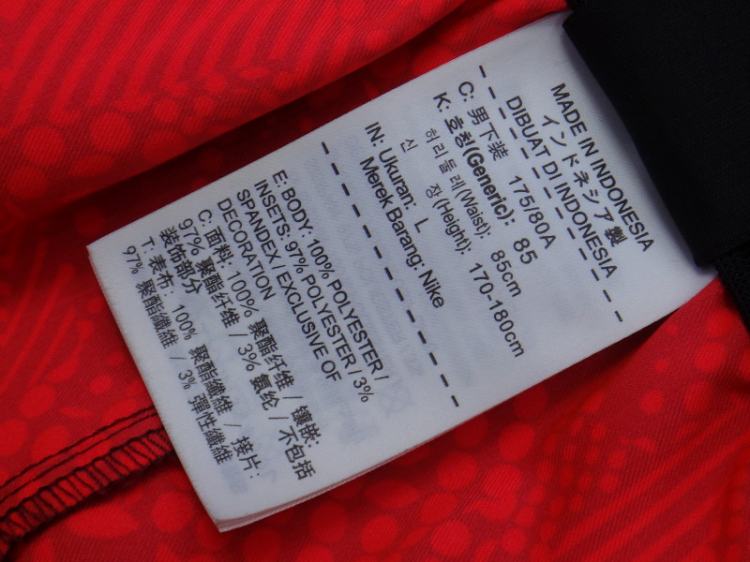 MADE IN INDONESIA
インドネシア製
DIBUAT DI INDONESIA
C: 男下装 175/80A
K: 호칭(Generic): 85
허리둘레(Waist): 85cm
신 장(Height): 170-180cm
IN: Ukuran: L
Merek Barang: Nike
E: BODY: 100% POLYESTER /
INSETS: 97% POLYESTER / 3%
SPANDEX / EXCLUSIVE OF
DECORATION
C: 面料: 100% 聚酯纤维 / 镶嵌:
97% 聚酯纤维 / 3% 氨纶 / 不包括
装饰部分
T: 表布: 100% 聚酯纖維 / 接片:
97% 聚酯纖維 / 3% 彈性纖維